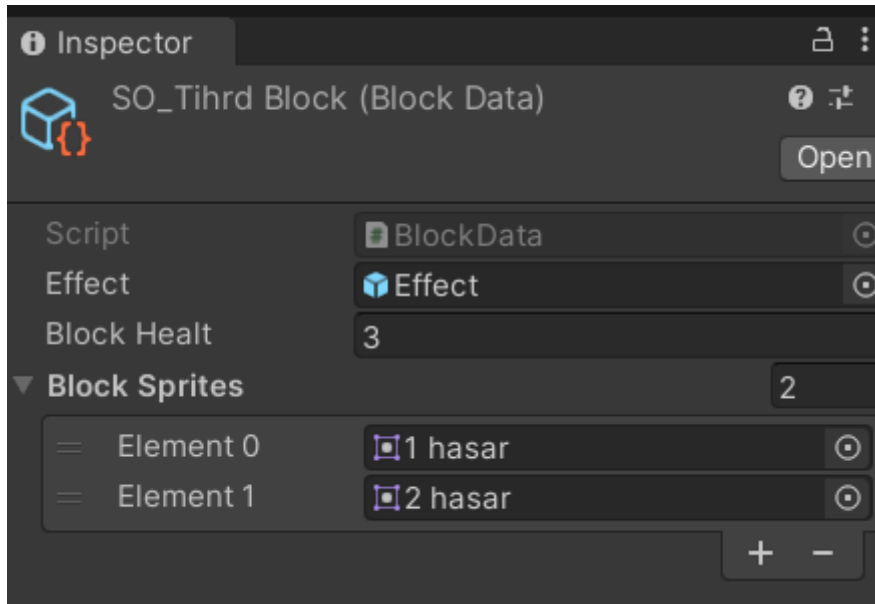 Inspector
SO_Tihrd Block (Block Data)
Open
Script BlockData
Effect Effect
Block Healt 3
Block Sprites 2
Element 0 1 hasar
Element 1 2 hasar